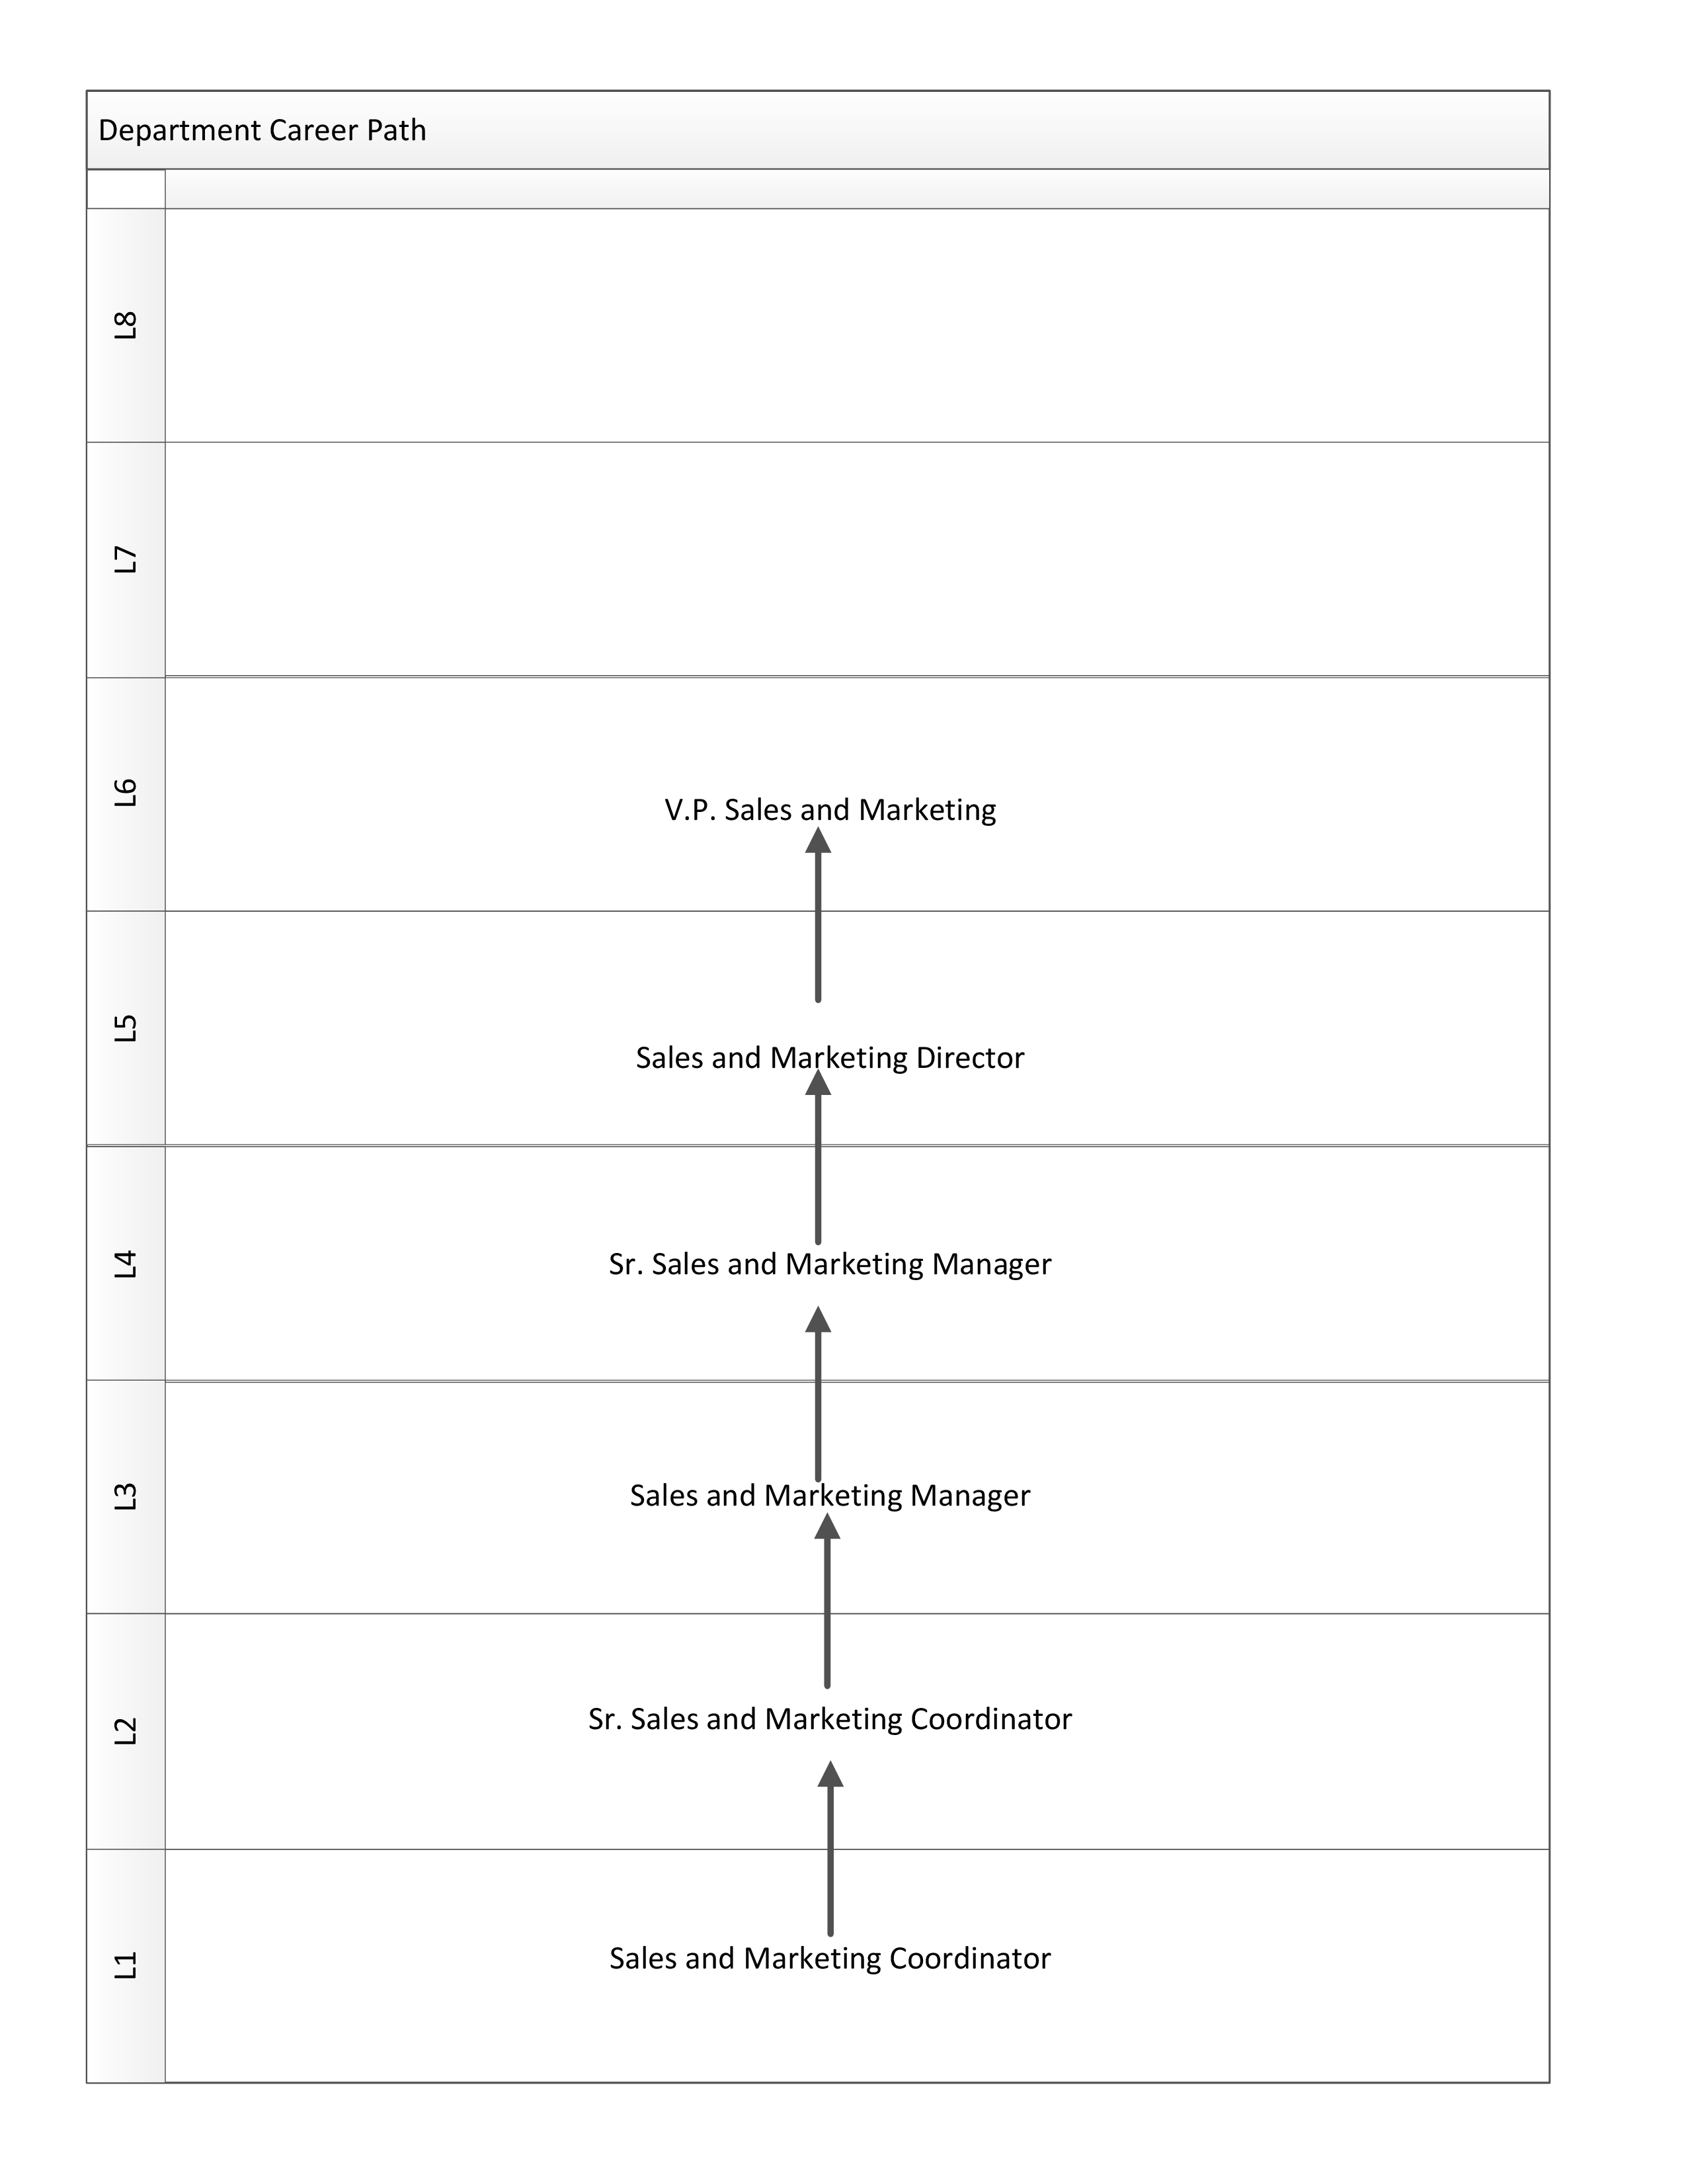 Department Career Path
L8
L7
L6
V.P. Sales and Marketing
L5
Sales and Marketing Director
L4
Sr. Sales and Marketing Manager
L3
Sales and Marketing Manager
L2
Sr. Sales and Marketing Coordinator
L1
Sales and Marketing Coordinator